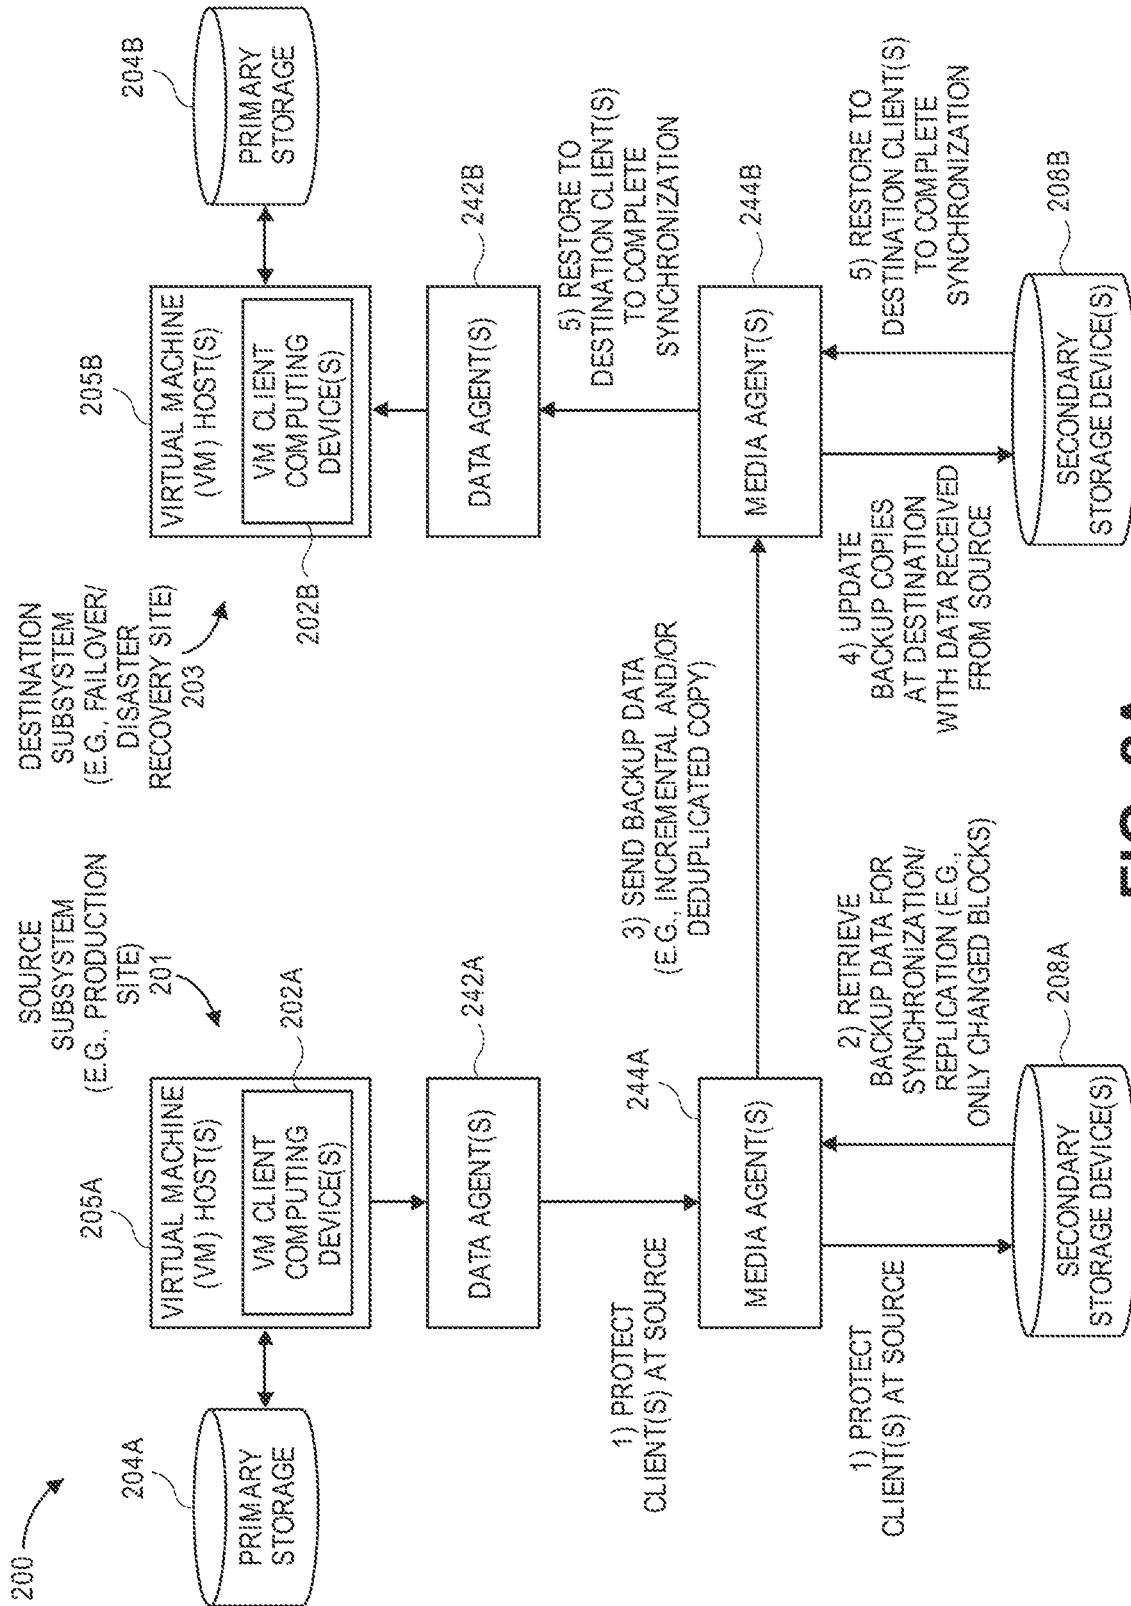 200
SOURCE
SUBSYSTEM
(E.G., PRODUCTION
SITE)
201
DESTINATION
SUBSYSTEM
(E.G., FAILOVER/
DISASTER
RECOVERY SITE)
203
204A
PRIMARY
STORAGE
205A
VIRTUAL MACHINE
(VM) HOST(S)
VM CLIENT
COMPUTING
DEVICE(S)
202A
205B
VIRTUAL MACHINE
(VM) HOST(S)
VM CLIENT
COMPUTING
DEVICE(S)
202B
204B
PRIMARY
STORAGE
DATA AGENT(S)
242A
DATA AGENT(S)
242B
1) PROTECT
CLIENT(S) AT SOURCE
244A
MEDIA AGENT(S)
3) SEND BACKUP DATA
(E.G., INCREMENTAL AND/OR
DEDUPLICATED COPY)
5) RESTORE TO
DESTINATION CLIENT(S)
TO COMPLETE
SYNCHRONIZATION
MEDIA AGENT(S)
244B
1) PROTECT
CLIENT(S) AT SOURCE
2) RETRIEVE
BACKUP DATA FOR
SYNCHRONIZATION/
REPLICATION (E.G.,
ONLY CHANGED BLOCKS)
4) UPDATE
BACKUP COPIES
AT DESTINATION
WITH DATA RECEIVED
FROM SOURCE
5) RESTORE TO
DESTINATION CLIENT(S)
TO COMPLETE
SYNCHRONIZATION
SECONDARY
STORAGE DEVICE(S)
208A
SECONDARY
STORAGE DEVICE(S)
208B